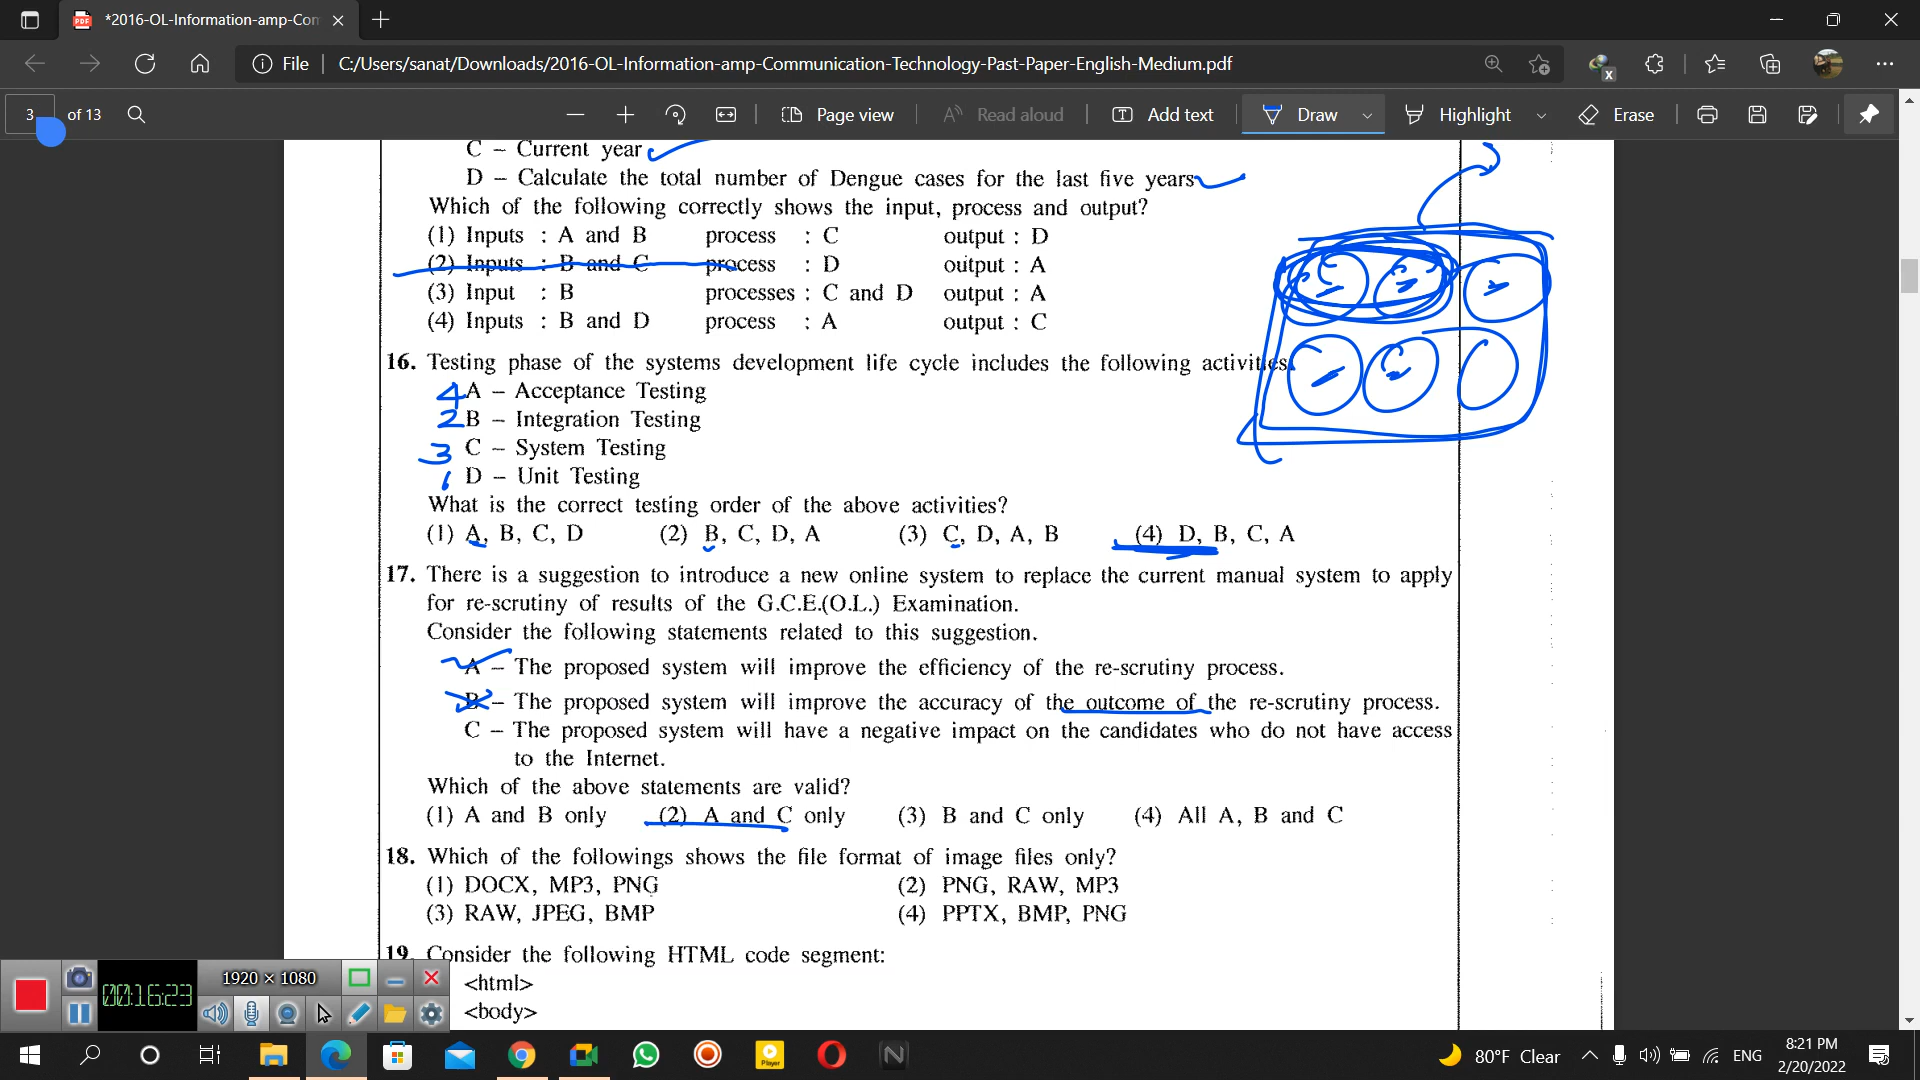 *2016-OL-Information-amp-Con
File
C:/Users/sanat/Downloads/2016-OL-Information-amp-Communication-Technology-Past-Paper-English-Medium.pdf
3 of 13
Page view
Read aloud
Add text
Draw
Highlight
Erase
C – Current year
D – Calculate the total number of Dengue cases for the last five years
Which of the following correctly shows the input, process and output?
(1) Inputs : A and B process : C output : D
(2) Inputs : B and C process : D output : A
(3) Input : B processes : C and D output : A
(4) Inputs : B and D process : A output : C
16. Testing phase of the systems development life cycle includes the following activities.
4 A – Acceptance Testing
2 B – Integration Testing
3 C – System Testing
1 D – Unit Testing
What is the correct testing order of the above activities?
(1) A, B, C, D (2) B, C, D, A (3) C, D, A, B (4) D, B, C, A
17. There is a suggestion to introduce a new online system to replace the current manual system to apply
for re-scrutiny of results of the G.C.E.(O.L.) Examination.
Consider the following statements related to this suggestion.
A – The proposed system will improve the efficiency of the re-scrutiny process.
B – The proposed system will improve the accuracy of the outcome of the re-scrutiny process.
C – The proposed system will have a negative impact on the candidates who do not have access
to the Internet.
Which of the above statements are valid?
(1) A and B only (2) A and C only (3) B and C only (4) All A, B and C
18. Which of the followings shows the file format of image files only?
(1) DOCX, MP3, PNG (2) PNG, RAW, MP3
(3) RAW, JPEG, BMP (4) PPTX, BMP, PNG
19. Consider the following HTML code segment:
<html>
<body>
1920 × 1080
00:16:23
80°F Clear
ENG
8:21 PM
2/20/2022